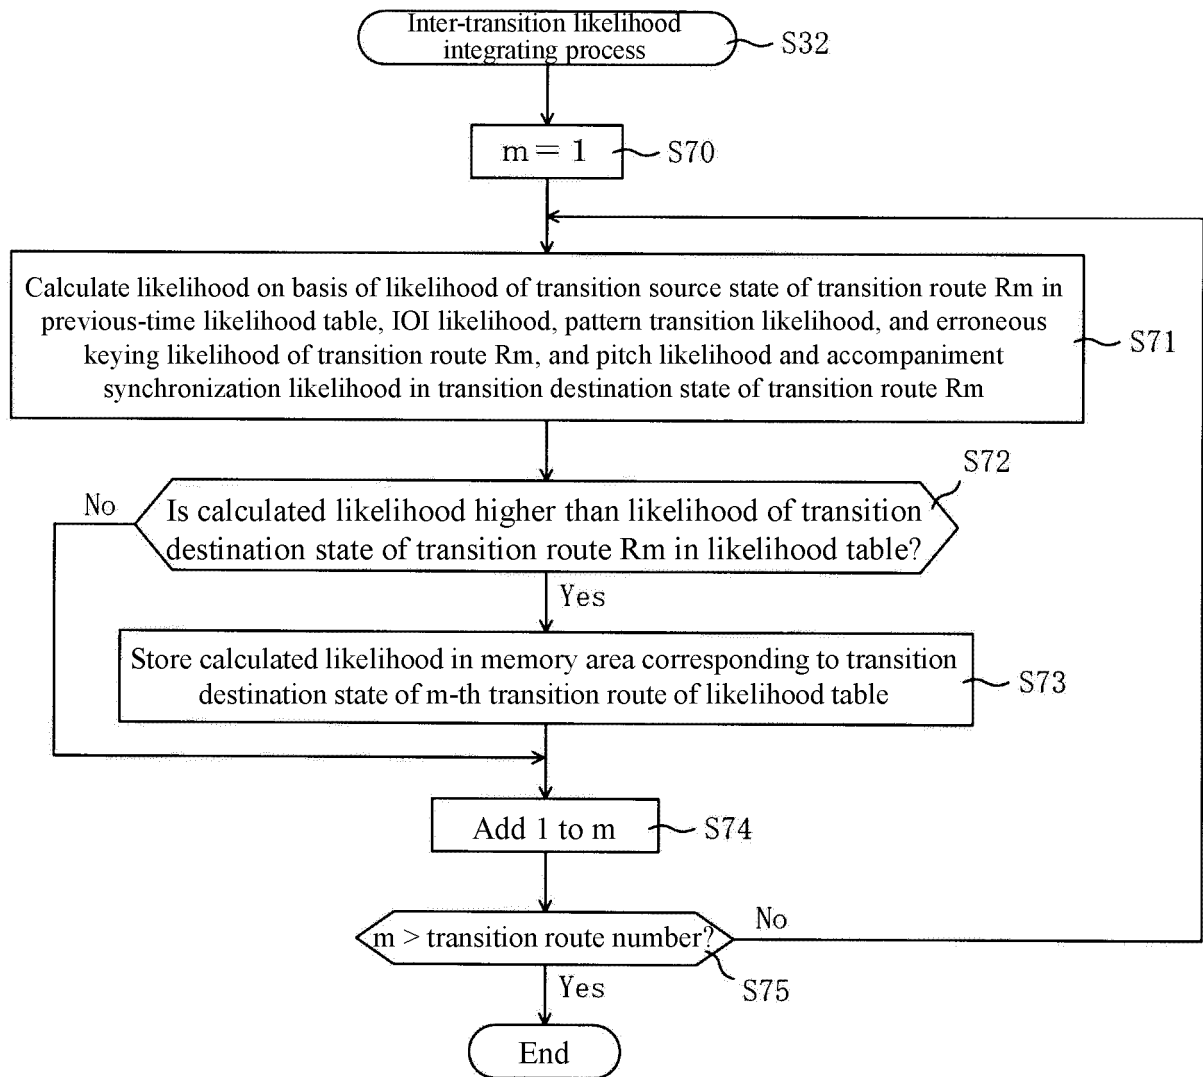 Inter-transition likelihood
integrating process
S32
m = 1
S70
Calculate likelihood on basis of likelihood of transition source state of transition route Rm in
previous-time likelihood table, IOI likelihood, pattern transition likelihood, and erroneous
keying likelihood of transition route Rm, and pitch likelihood and accompaniment
synchronization likelihood in transition destination state of transition route Rm
S71
S72
No
Is calculated likelihood higher than likelihood of transition
destination state of transition route Rm in likelihood table?
Yes
Store calculated likelihood in memory area corresponding to transition
destination state of m-th transition route of likelihood table
S73
Add 1 to m
S74
m > transition route number?
No
S75
Yes
End